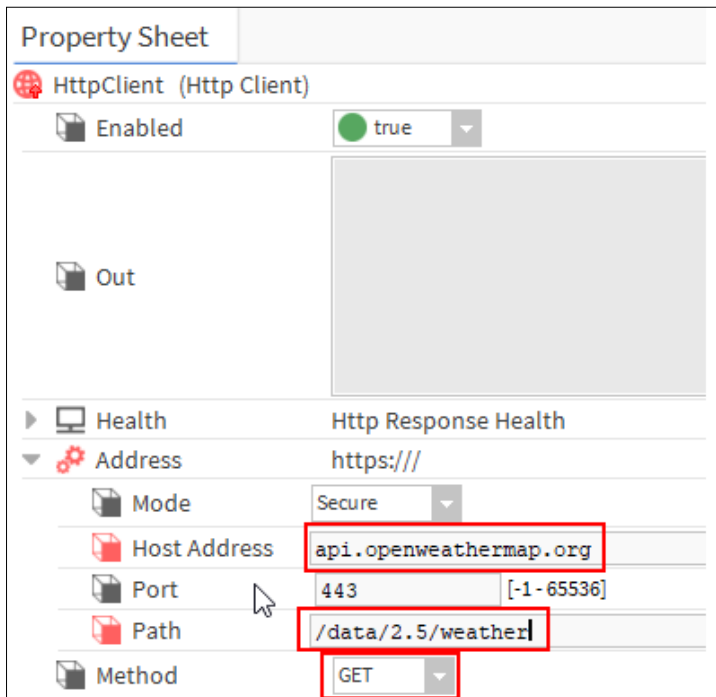 Property Sheet
HttpClient (Http Client)
Enabled true
Out
Health Http Response Health
Address https:///
Mode Secure
Host Address api.openweathermap.org
Port 443 [-1-65536]
Path /data/2.5/weather
Method GET